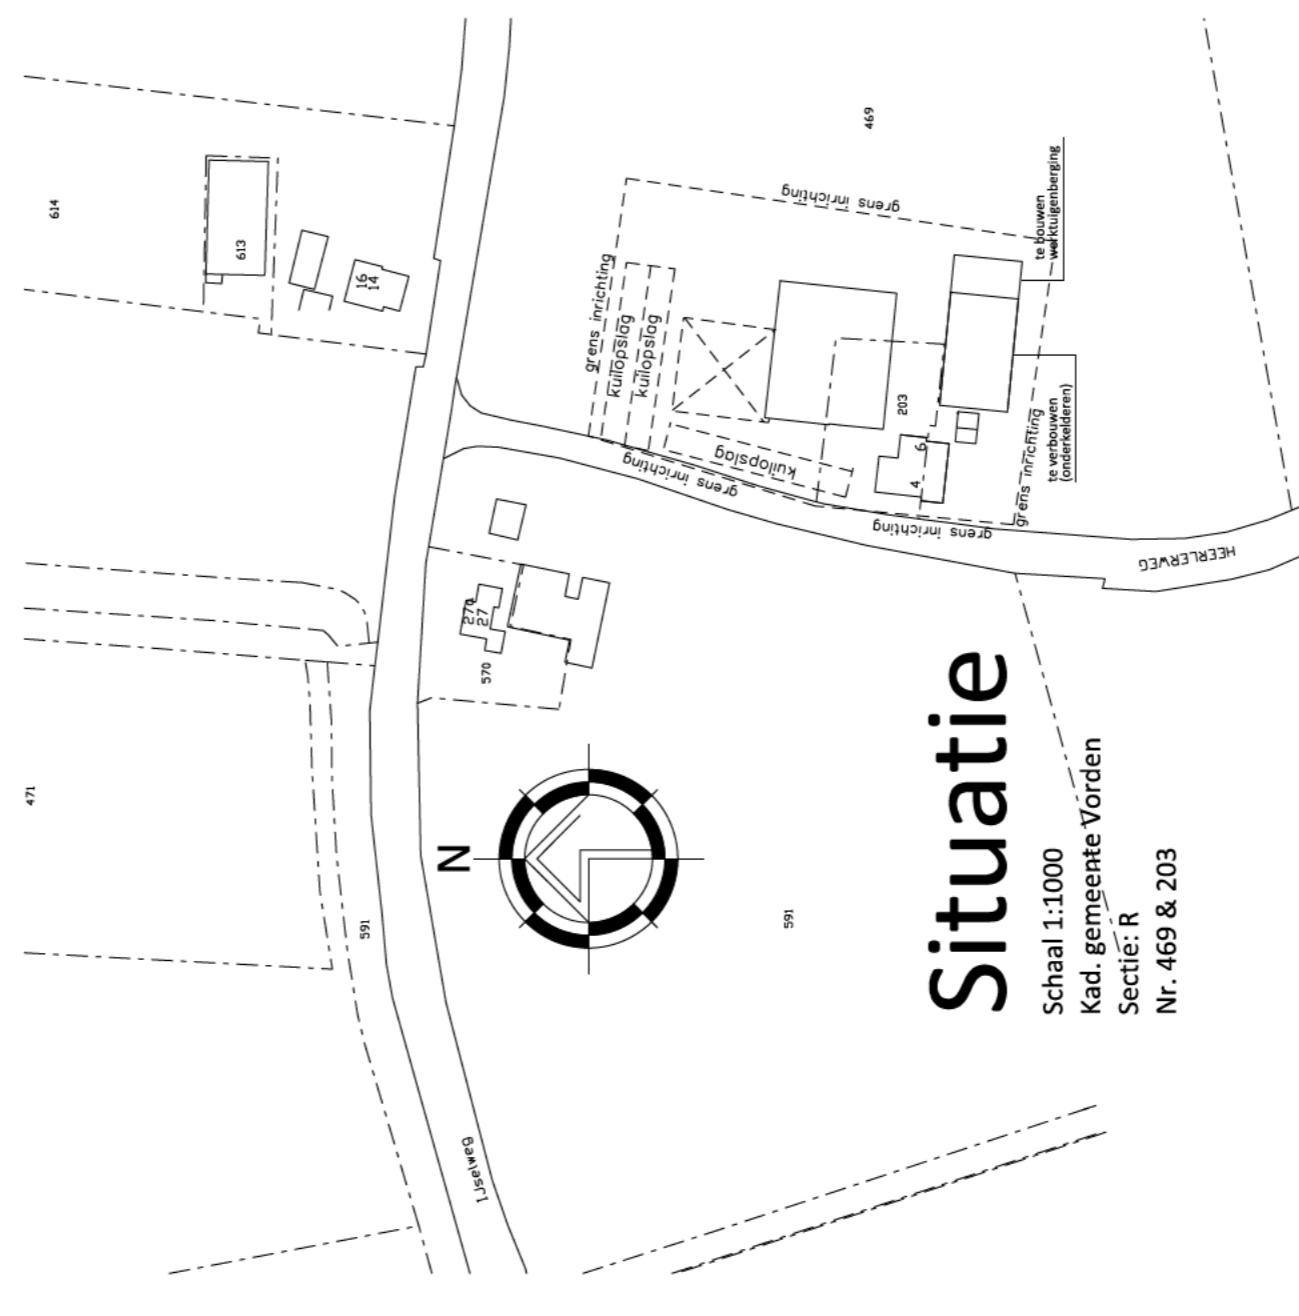 Situatie
Schaal 1:1000
Kad. gemeente Vorden
Sectie: R
Nr. 469 & 203
N
614
613
16
14
469
grens inrichting
te bouwen
werktuigenberging
grens inrichting
kuilopslag
kuilopslag
kuilopslag
203
6
4
te verbouwen
(onderkelderen)
grens inrichting
grens inrichting
grens inrichting
HEERLERWEG
27a
27
570
471
591
591
IJselweg